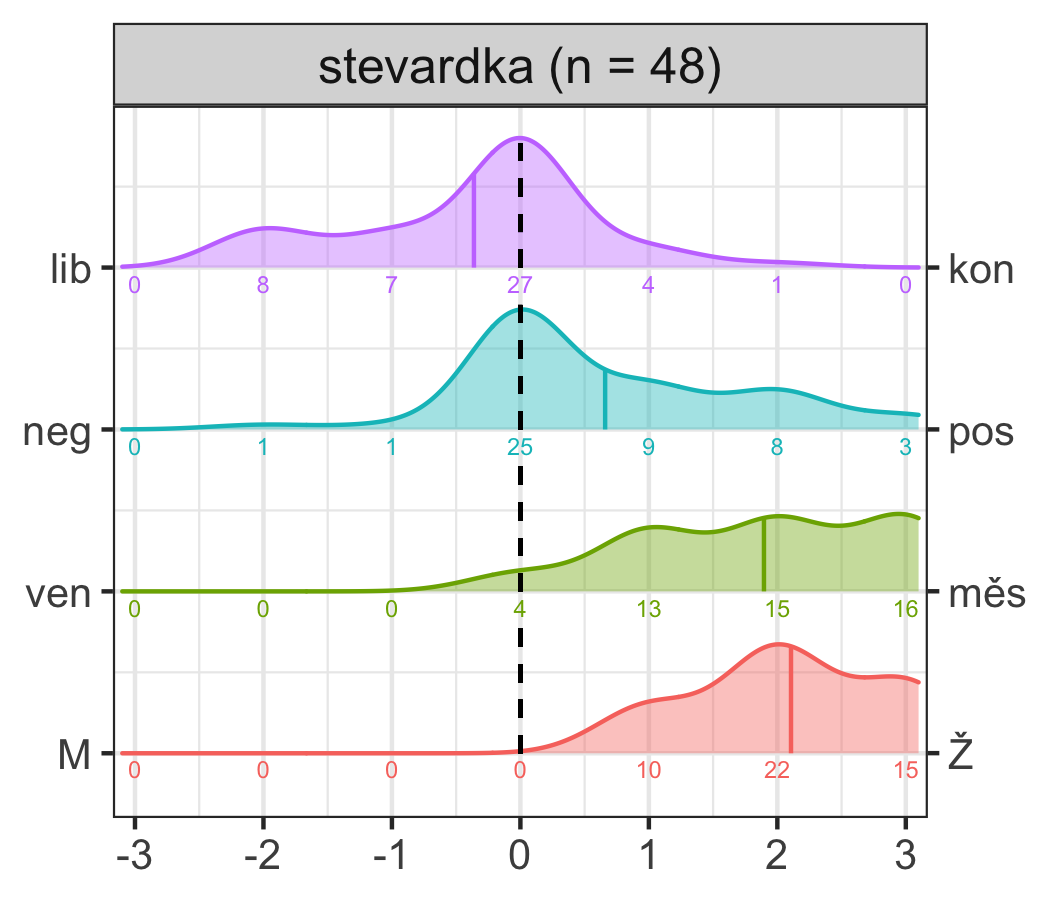 stevardka (n = 48)
lib kon
0 8 7 27 4 1 0
neg pos
0 1 1 25 9 8 3
ven měs
0 0 0 4 13 15 16
M Ž
0 0 0 0 10 22 15
-3 -2 -1 0 1 2 3